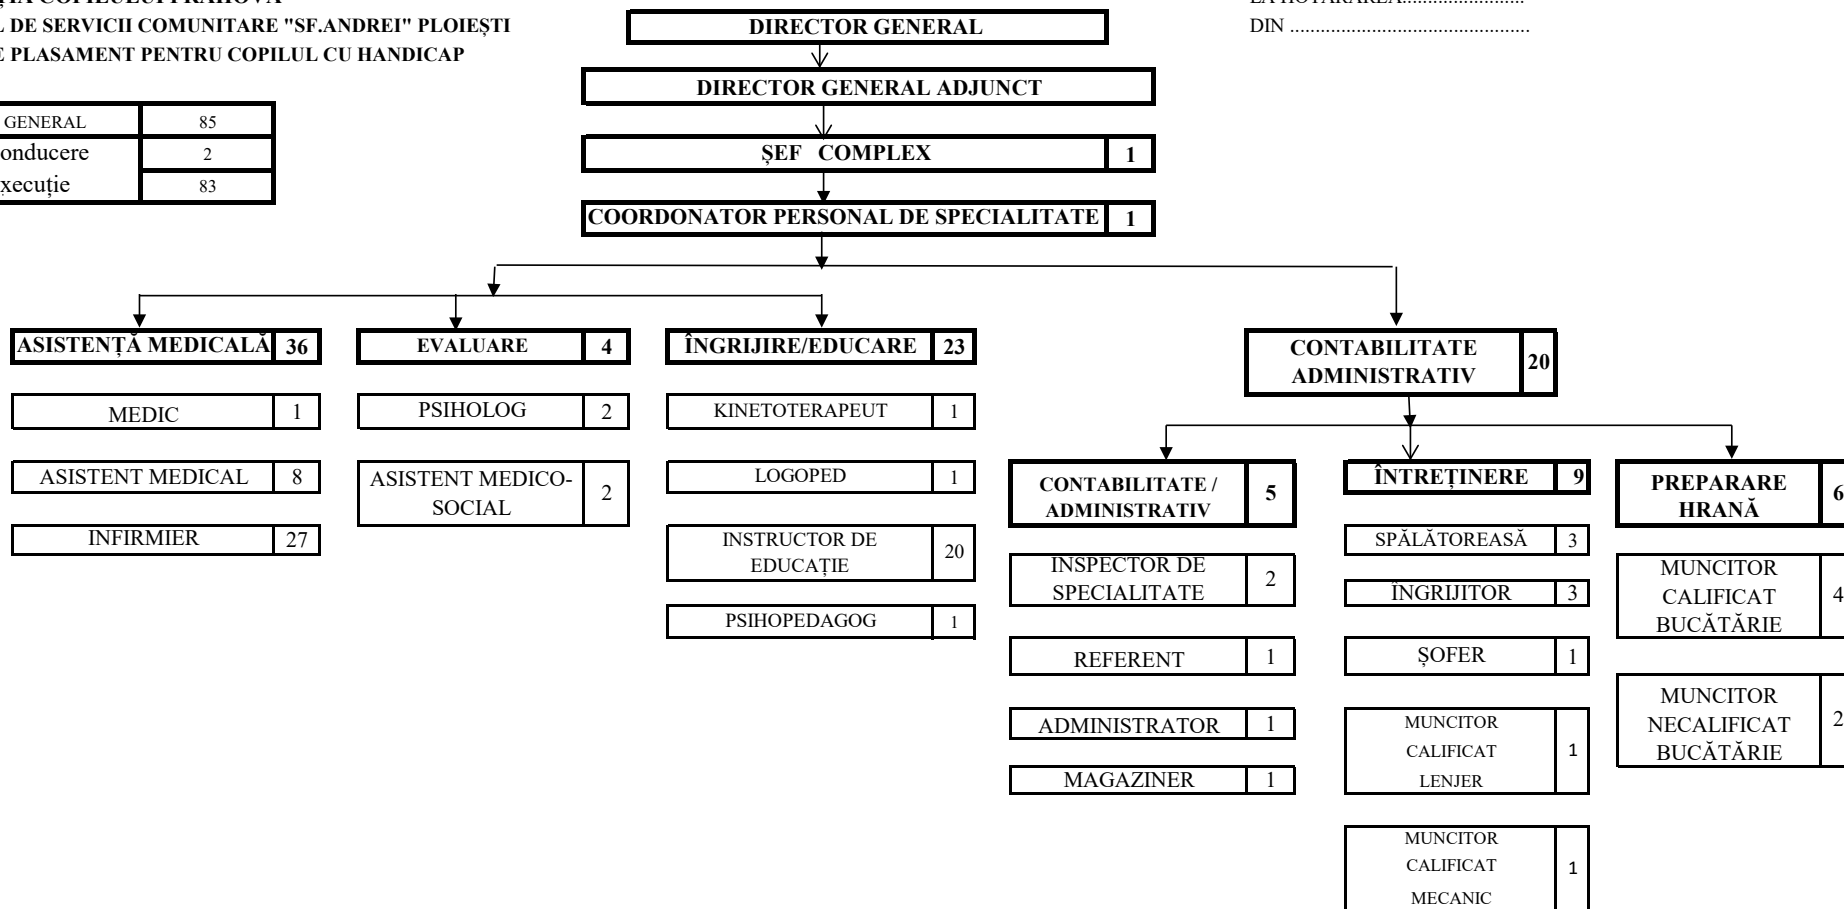 COPILULUI PRAHOVA
DE SERVICII COMUNITARE "SF.ANDREI" PLOIEȘTI
PLASAMENT PENTRU COPILUL CU HANDICAP
LA HOTĂRÂREA........................
DIN ................................................
DIRECTOR GENERAL
DIRECTOR GENERAL ADJUNCT
GENERAL 85
onducere 2
xecuție 83
ȘEF COMPLEX 1
COORDONATOR PERSONAL DE SPECIALITATE 1
ASISTENȚĂ MEDICALĂ 36
MEDIC 1
ASISTENT MEDICAL 8
INFIRMIER 27
EVALUARE 4
PSIHOLOG 2
ASISTENT MEDICO-
SOCIAL 2
ÎNGRIJIRE/EDUCARE 23
KINETOTERAPEUT 1
LOGOPED 1
INSTRUCTOR DE
EDUCAȚIE 20
PSIHOPEDAGOG 1
CONTABILITATE
ADMINISTRATIV 20
CONTABILITATE /
ADMINISTRATIV 5
INSPECTOR DE
SPECIALITATE 2
REFERENT 1
ADMINISTRATOR 1
MAGAZINER 1
ÎNTREȚINERE 9
SPĂLĂTOREASĂ 3
ÎNGRIJITOR 3
ȘOFER 1
MUNCITOR
CALIFICAT 1
LENJER
MUNCITOR
CALIFICAT 1
MECANIC
PREPARARE
HRANĂ 6
MUNCITOR
CALIFICAT 4
BUCĂTĂRIE
MUNCITOR
NECALIFICAT 2
BUCĂTĂRIE